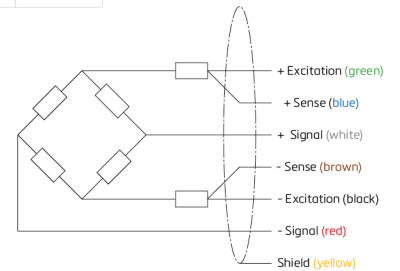 + Excitation (green)
+ Sense (blue)
+ Signal (white)
- Sense (brown)
- Excitation (black)
- Signal (red)
Shield (yellow)